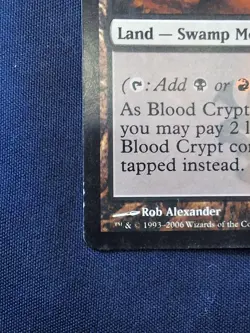 Land — Swamp Mo
(: Add or
As Blood Crypt
you may pay 2 l
Blood Crypt co
tapped instead.
Rob Alexander
™ & © 1993–2006 Wizards of the Co